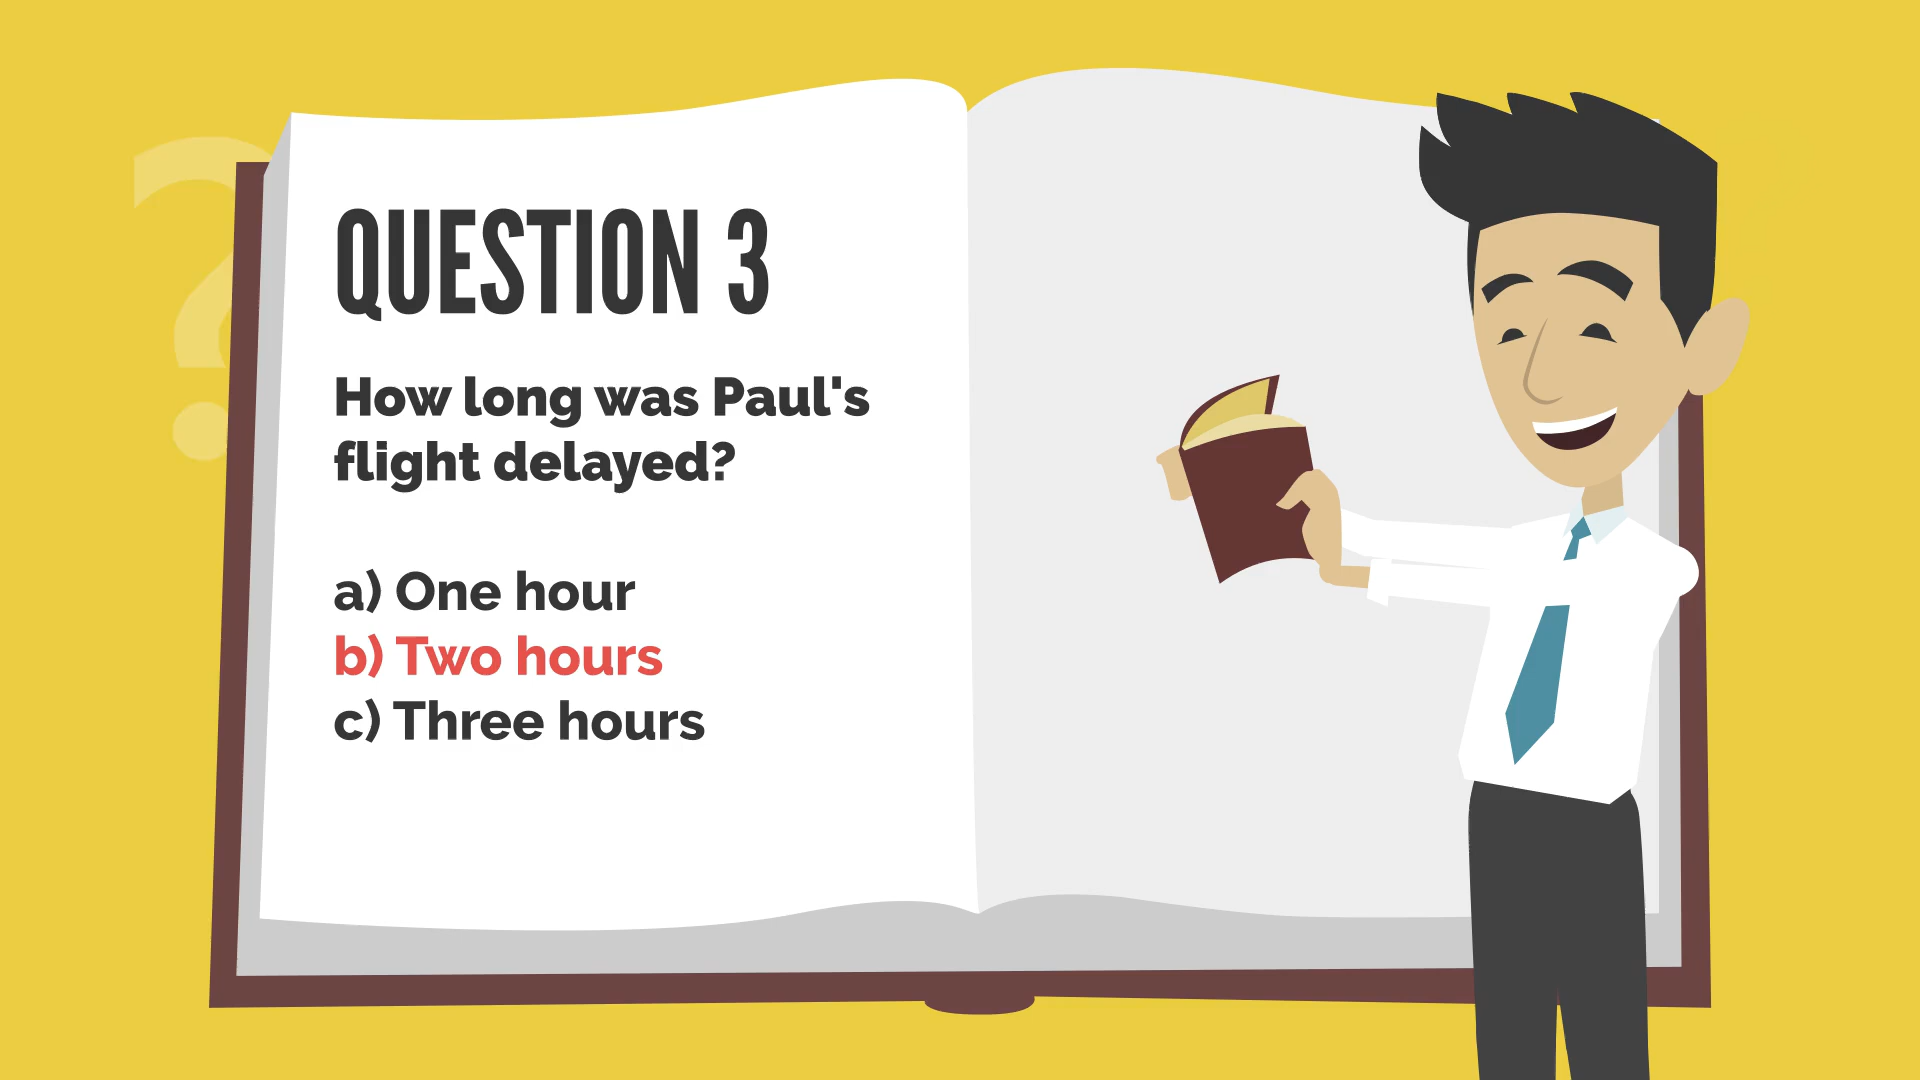 QUESTION 3
How long was Paul's
flight delayed?
a) One hour
b) Two hours
c) Three hours